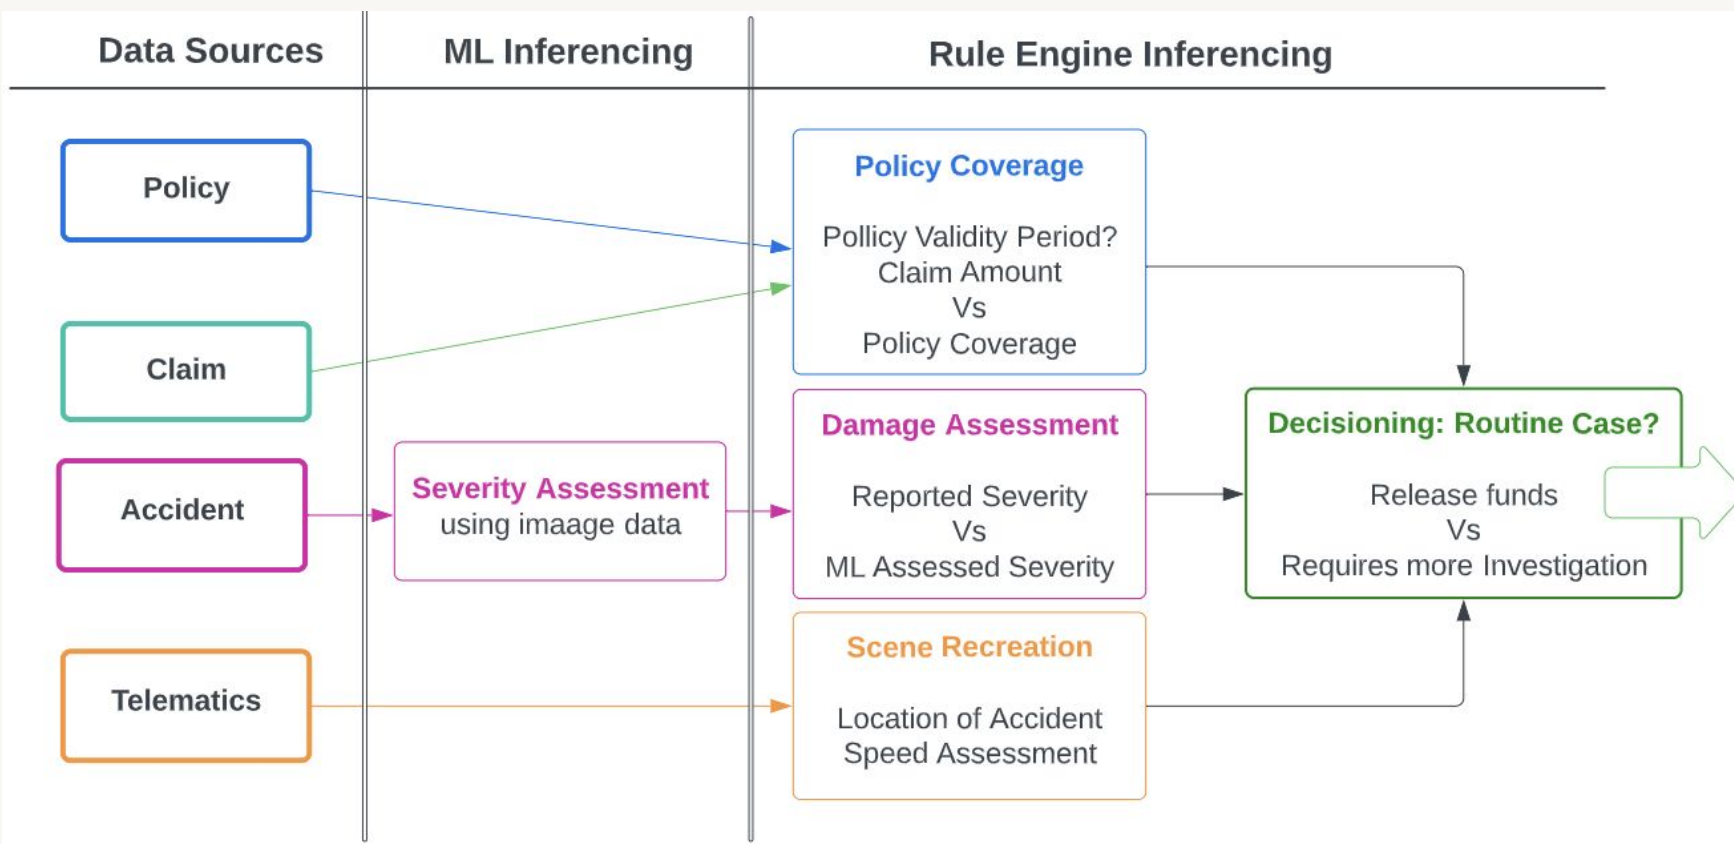 Data Sources
ML Inferencing
Rule Engine Inferencing
Policy
Claim
Accident
Telematics
Severity Assessment
using imaage data
Policy Coverage
Pollicy Validity Period?
Claim Amount
Vs
Policy Coverage
Damage Assessment
Reported Severity
Vs
ML Assessed Severity
Scene Recreation
Location of Accident
Speed Assessment
Decisioning: Routine Case?
Release funds
Vs
Requires more Investigation